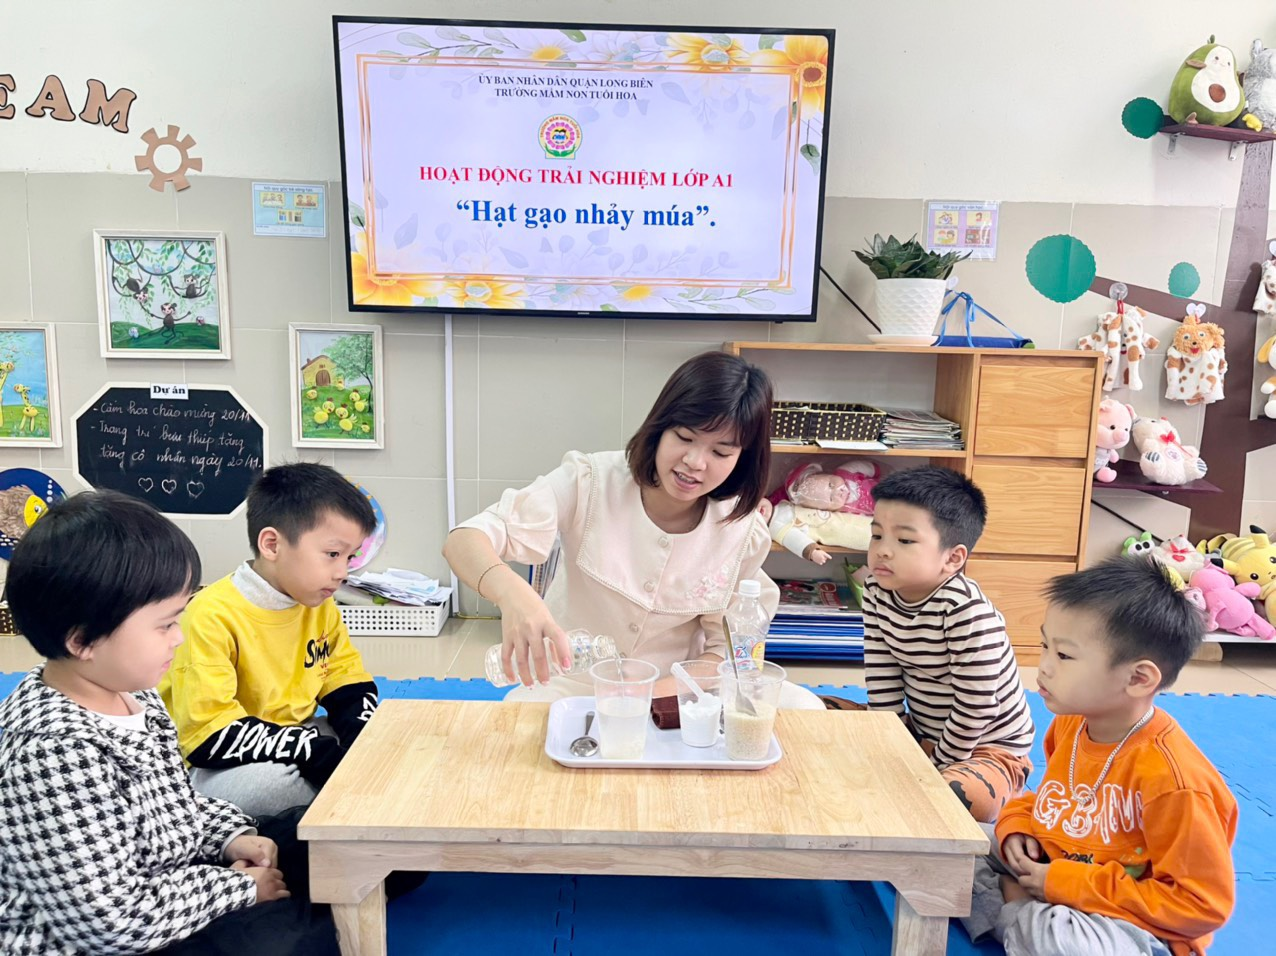 EAM
ỦY BAN NHÂN DÂN QUẬN LONG BIÊN
TRƯỜNG MẦM NON TUỔI HOA
HOẠT ĐỘNG TRẢI NGHIỆM LỚP A1
“Hạt gạo nhảy múa”.
Dự án
- Cắm hoa chào mừng 20/11
- Trang trí bưu thiếp tặng
tặng cô nhân ngày 20/11.
FLOWER